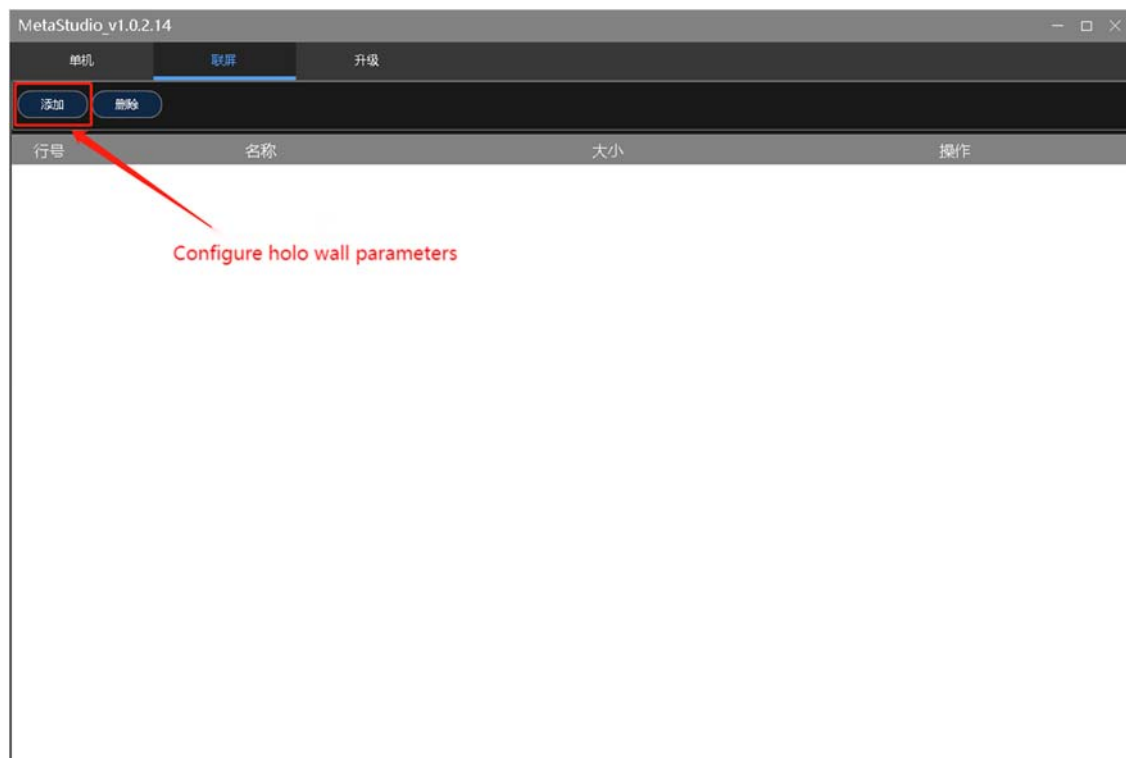 MetaStudio_v1.0.2.14
单机 联屏 升级
添加 删除
行号 名称 大小 操作
Configure holo wall parameters